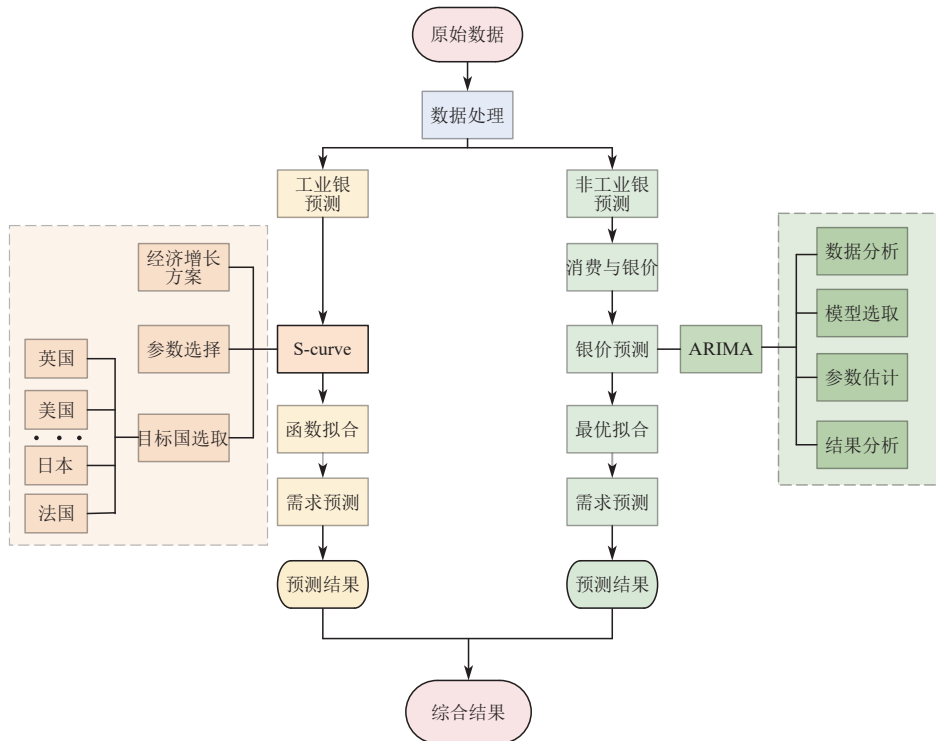 原始数据
数据处理
工业银
预测
非工业银
预测
经济增长
方案
消费与银价
数据分析
模型选取
参数选择
S-curve
银价预测
ARIMA
英国
参数估计
美国
目标国选取
函数拟合
最优拟合
结果分析
• • •
日本
法国
需求预测
需求预测
预测结果
预测结果
综合结果